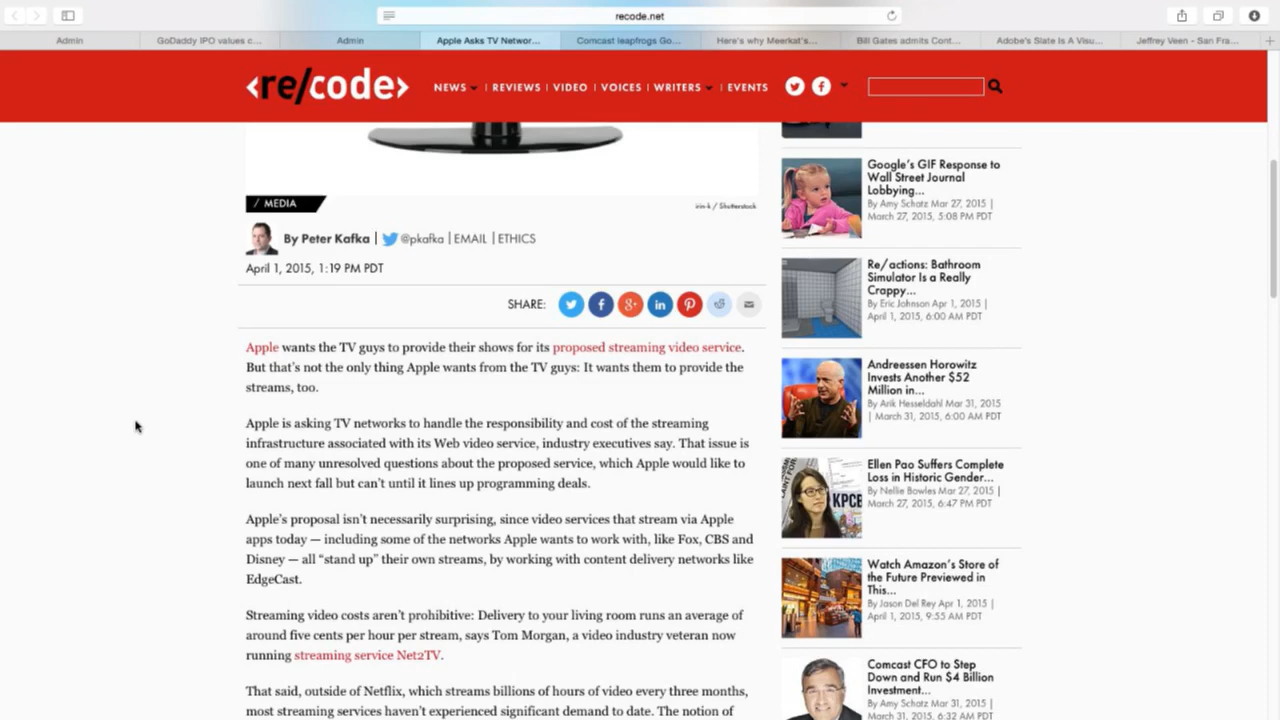 recode.net
Admin
GoDaddy IPO values c...
Admin
Apple Asks TV Networ...
Comcast leapfrogs Go...
Here's why Meerkat's...
Bill Gates admits Cont...
Adobe's Slate Is A Visu...
Jeffrey Veen - San Fra...
<re/code>
NEWS | REVIEWS | VIDEO | VOICES | WRITERS | EVENTS
/ MEDIA
irin-k / Shutterstock
By Peter Kafka | @pkafka | EMAIL | ETHICS
April 1, 2015, 1:19 PM PDT
SHARE:
Apple wants the TV guys to provide their shows for its proposed streaming video service.
But that's not the only thing Apple wants from the TV guys: It wants them to provide the
streams, too.
Apple is asking TV networks to handle the responsibility and cost of the streaming
infrastructure associated with its Web video service, industry executives say. That issue is
one of many unresolved questions about the proposed service, which Apple would like to
launch next fall but can't until it lines up programming deals.
Apple's proposal isn't necessarily surprising, since video services that stream via Apple
apps today — including some of the networks Apple wants to work with, like Fox, CBS and
Disney — all “stand up” their own streams, by working with content delivery networks like
EdgeCast.
Streaming video costs aren't prohibitive: Delivery to your living room runs an average of
around five cents per hour per stream, says Tom Morgan, a video industry veteran now
running streaming service Net2TV.
That said, outside of Netflix, which streams billions of hours of video every three months,
most streaming services haven't experienced significant demand to date. The notion of
Google's GIF Response to
Wall Street Journal
Lobbying...
By Amy Schatz Mar 27, 2015 |
March 27, 2015, 5:08 PM PDT
Re/actions: Bathroom
Simulator Is a Really
Crappy...
By Eric Johnson Apr 1, 2015 |
April 1, 2015, 6:00 AM PDT
Andreessen Horowitz
Invests Another $52
Million in...
By Arik Hesseldahl Mar 31, 2015
| March 31, 2015, 6:00 AM PDT
Ellen Pao Suffers Complete
Loss in Historic Gender...
By Nellie Bowles Mar 27, 2015 |
March 27, 2015, 6:47 PM PDT
KPCB
Watch Amazon's Store of
the Future Previewed in
This...
By Jason Del Rey Apr 1, 2015 |
April 1, 2015, 9:55 AM PDT
Comcast CFO to Step
Down and Run $4 Billion
Investment...
By Amy Schatz Mar 31, 2015 |
March 31, 2015, 6:32 AM PDT